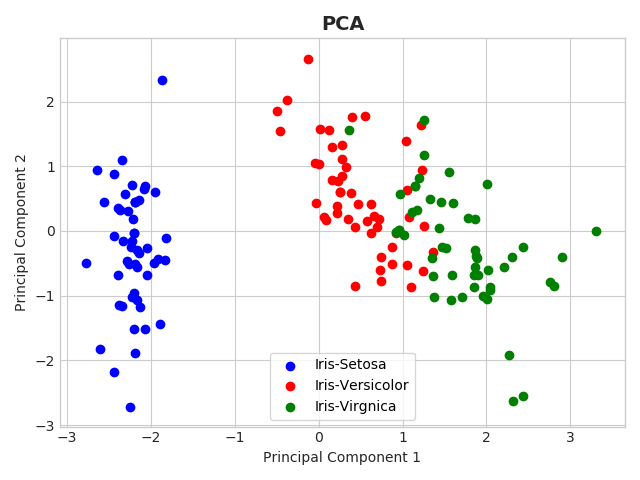 PCA
Principal Component 2
2
1
0
−1
−2
−3
Iris-Setosa
Iris-Versicolor
Iris-Virgnica
−3
−2
−1
0
1
2
3
Principal Component 1